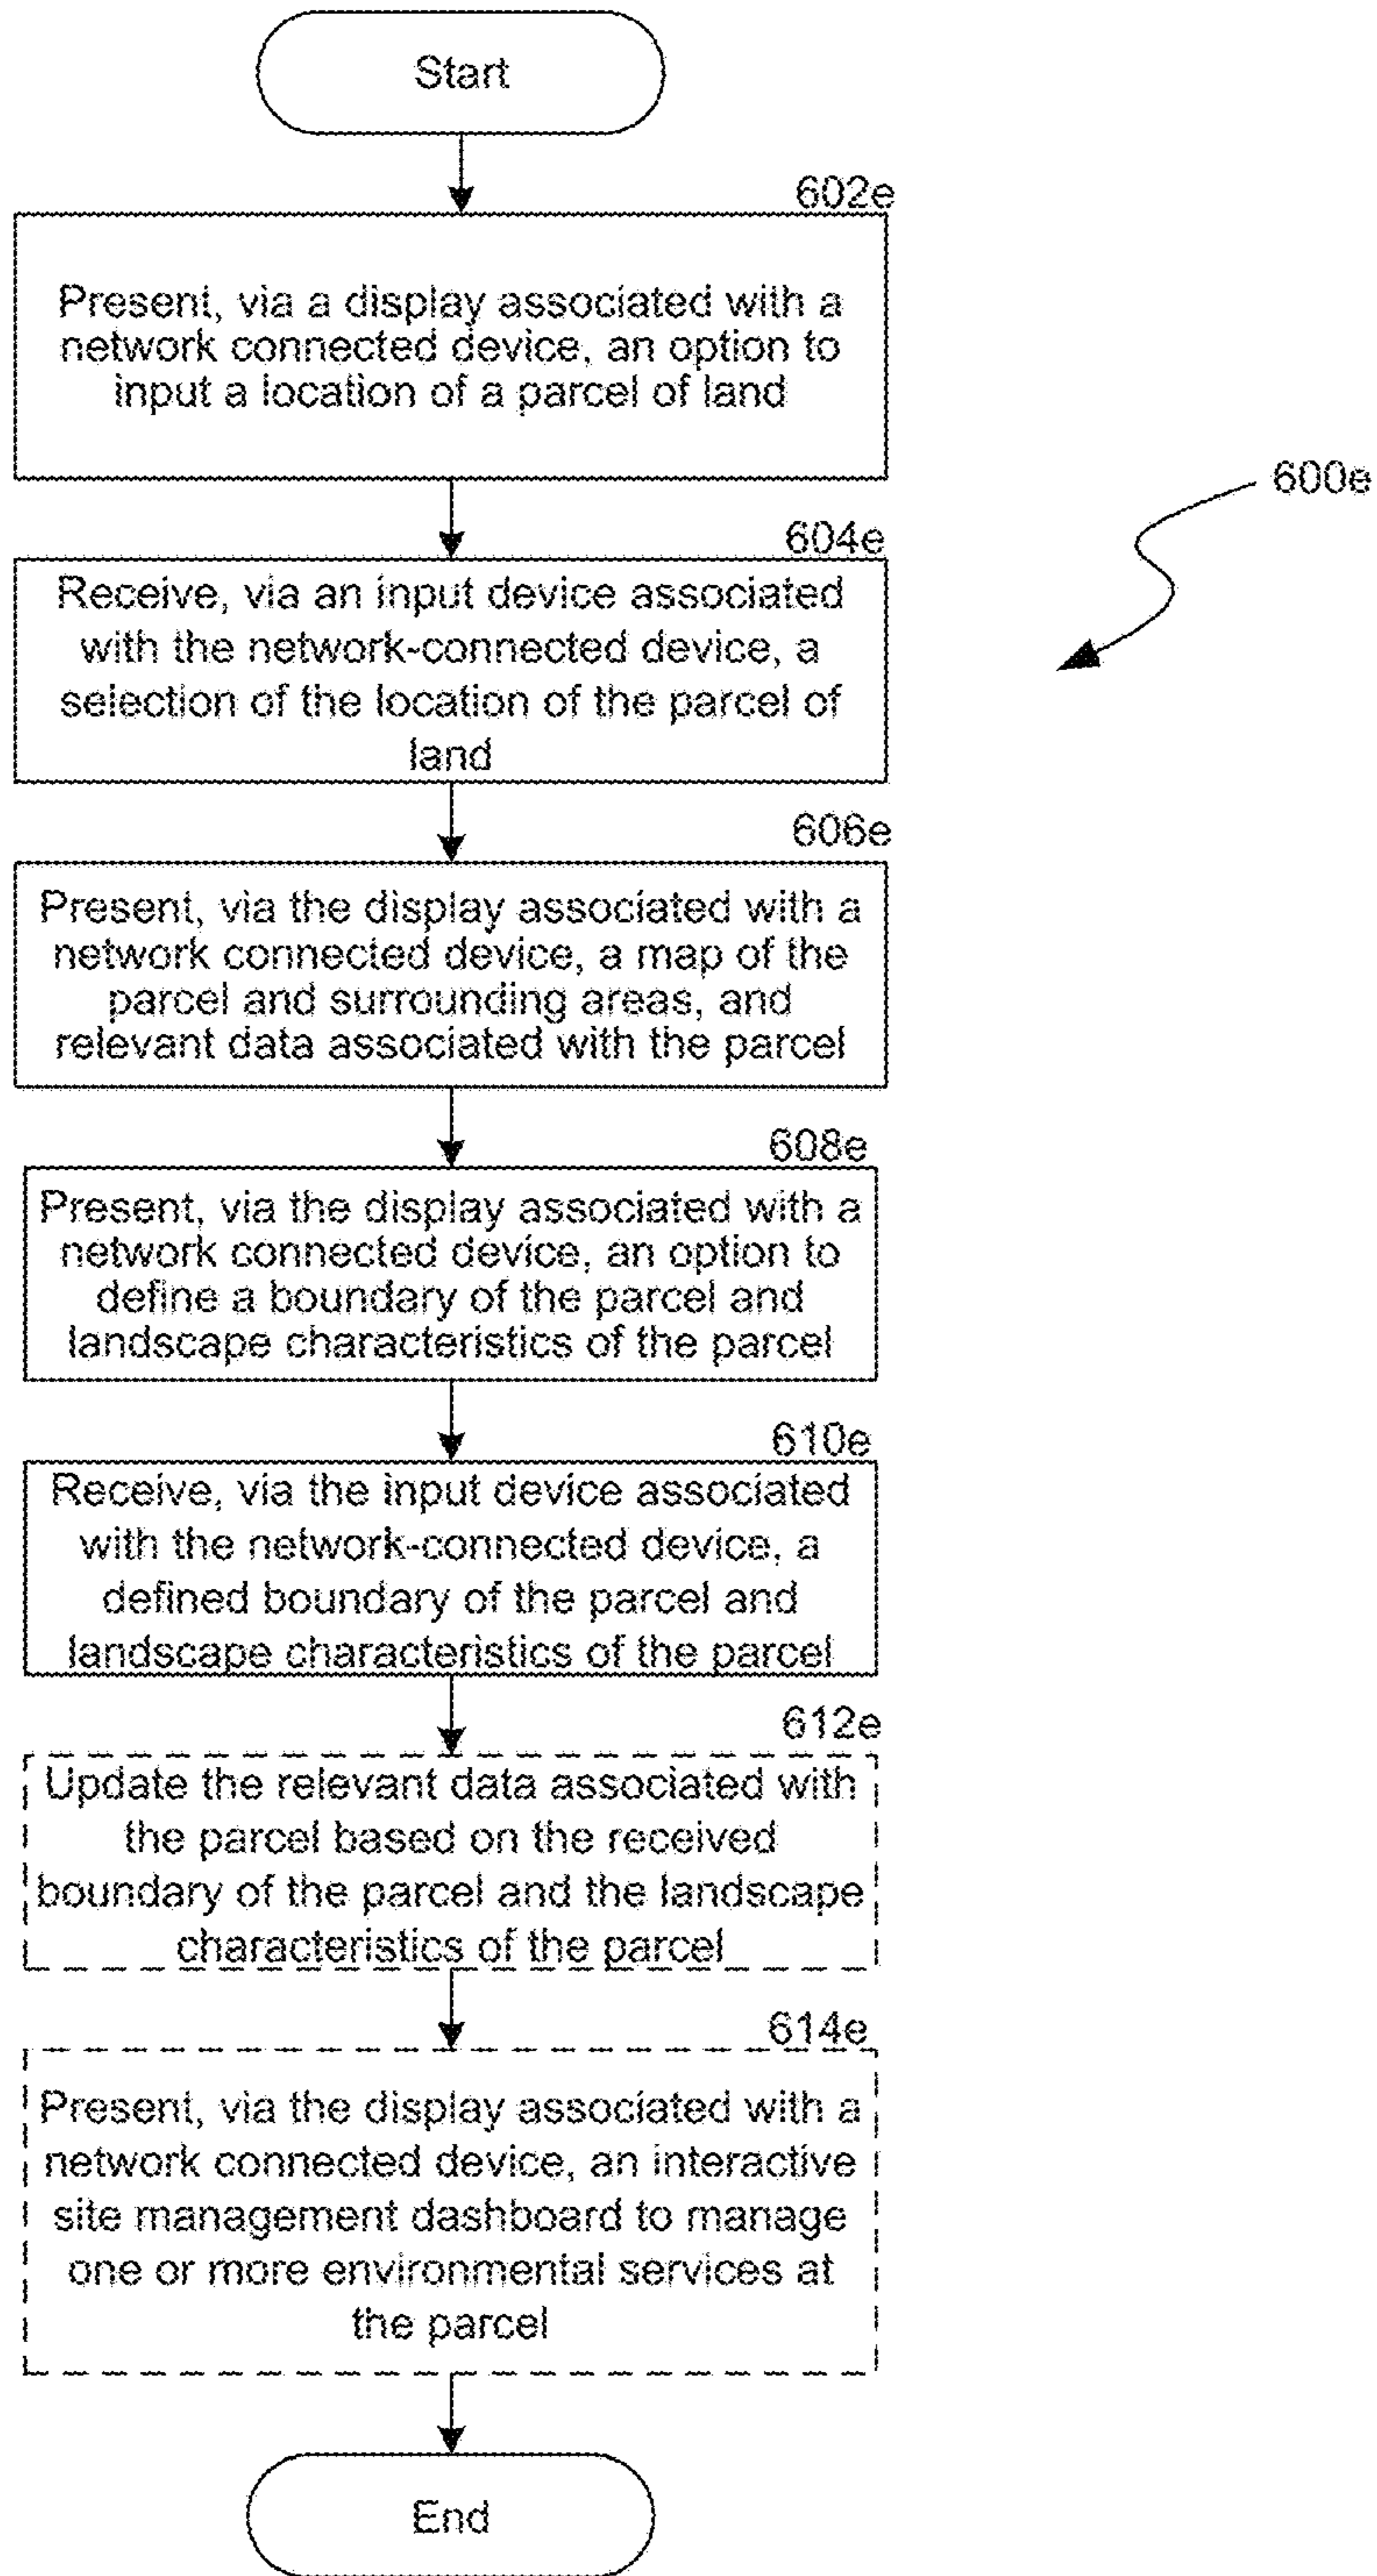 Start
602e
Present, via a display associated with a
network connected device, an option to
input a location of a parcel of land
600e
604e
Receive, via an input device associated
with the network-connected device, a
selection of the location of the parcel of
land
606e
Present, via the display associated with a
network connected device, a map of the
parcel and surrounding areas, and
relevant data associated with the parcel
608e
Present, via the display associated with a
network connected device, an option to
define a boundary of the parcel and
landscape characteristics of the parcel
610e
Receive, via the input device associated
with the network-connected device, a
defined boundary of the parcel and
landscape characteristics of the parcel
612e
Update the relevant data associated with
the parcel based on the received
boundary of the parcel and the landscape
characteristics of the parcel
614e
Present, via the display associated with a
network connected device, an interactive
site management dashboard to manage
one or more environmental services at
the parcel
End